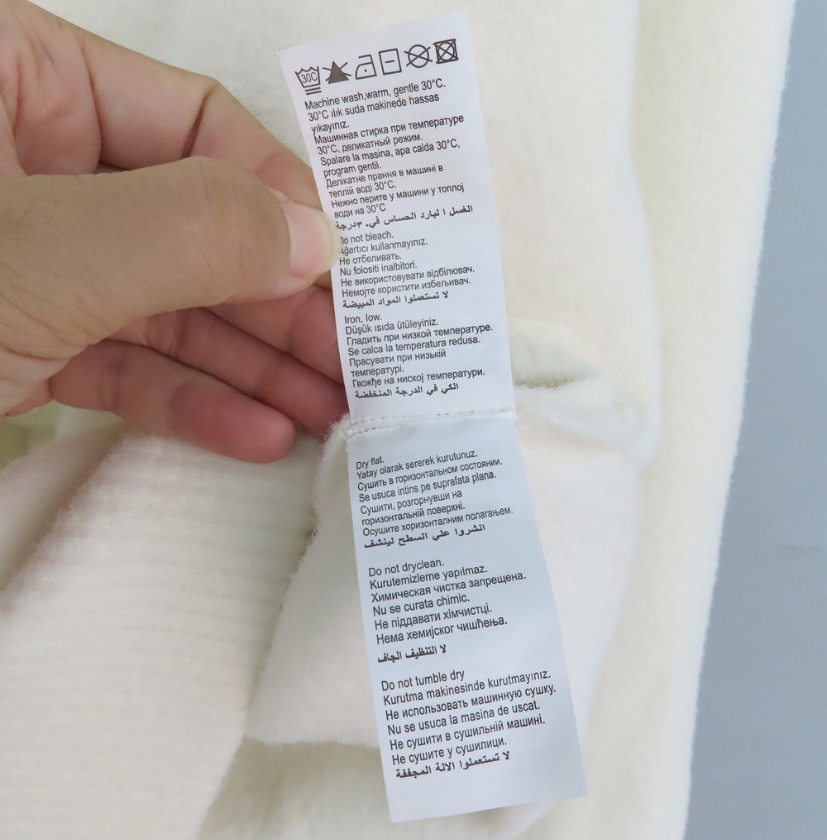 30C
Machine wash,warm, gentle 30°C.
30°C ılık suda makinede hassas
yıkayınız.
Машинная стирка при температуре
30°C, деликатный режим.
Spalare la masina, apa calda 30°C,
program gentil.
Делікатне прання в машині в
теплій воді 30°C.
Нежно перите у машини у топлој
води на 30°C
الغسل ا لبارد الحساس في ٣٠درجة
Do not bleach.
Ağartıcı kullanmayınız.
Не отбеливать.
Nu folositi inalbitori.
Не використовувати відбілювач.
Немојте користити избељивач.
لا تستعملوا المواد المبيضة
Iron, low.
Düşük ısıda ütüleyiniz.
Гладить при низкой температуре.
Se calca la temperatura redusa.
Прасувати при низькій
температурі.
Гвожђе на ниској температури.
الكي في الدرجة المنخفضة
Dry flat.
Yatay olarak sererek kurutunuz.
Сушить в горизонтальном состоянии.
Se usuca intins pe suprafata plana.
Сушити, розгорнувши на
горизонтальній поверхні.
Осушите хоризонталним полагањем.
انشروا علي السطح لينشف
Do not dryclean.
Kurutemizleme yapılmaz.
Химическая чистка запрещена.
Nu se curata chimic.
Не піддавати хімчистці.
Нема хемијског чишћења.
لا التنظيف الجاف
Do not tumble dry
Kurutma makinesinde kurutmayınız.
Не использовать машинную сушку.
Nu se usuca la masina de uscat.
Не сушити в сушильній машині.
Не сушите у сушилици.
لا تستعملوا الالة المجففة